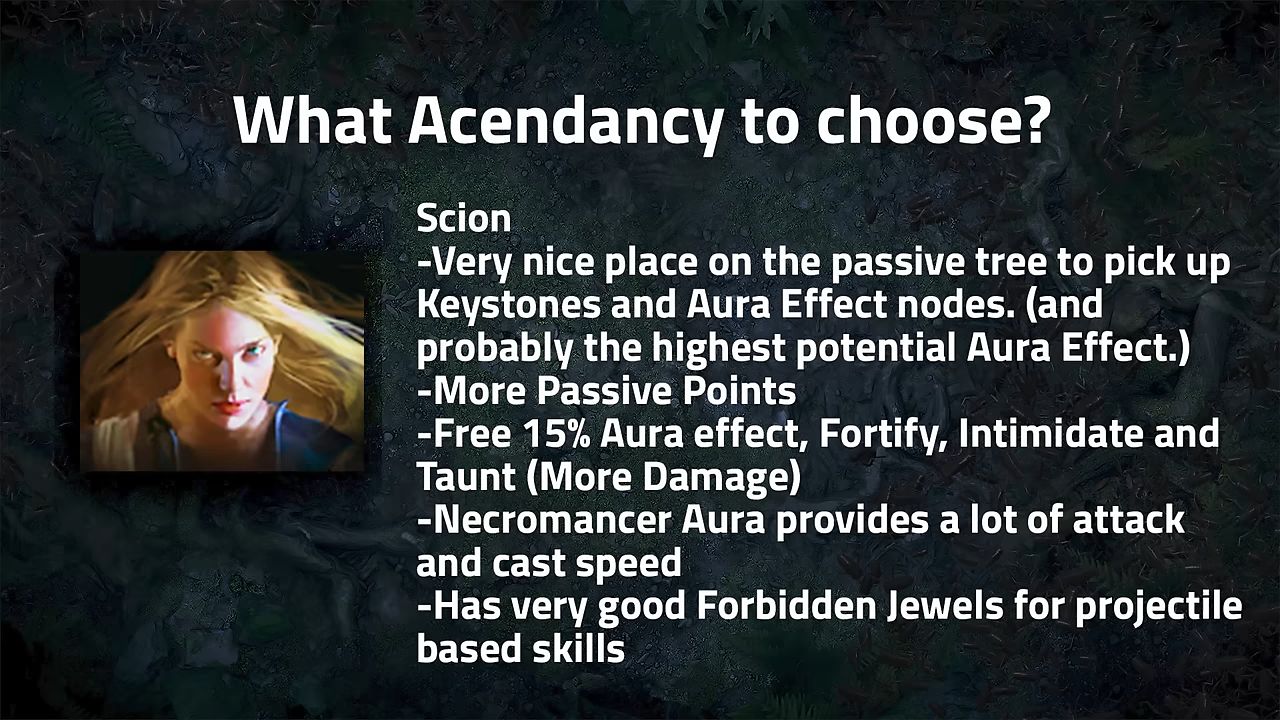 What Acendancy to choose?
Scion
-Very nice place on the passive tree to pick up
Keystones and Aura Effect nodes. (and
probably the highest potential Aura Effect.)
-More Passive Points
-Free 15% Aura effect, Fortify, Intimidate and
Taunt (More Damage)
-Necromancer Aura provides a lot of attack
and cast speed
-Has very good Forbidden Jewels for projectile
based skills